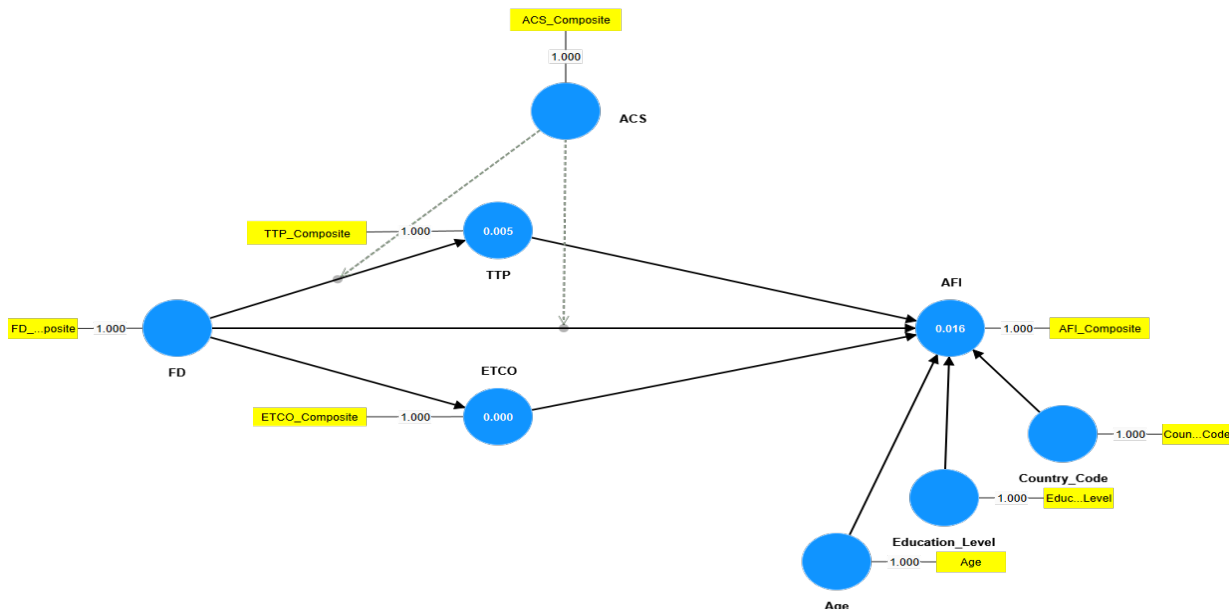 ACS_Composite
1.000
ACS
TTP_Composite
1.000
0.005
TTP
AFI
FD_...posite
1.000
FD
0.016
1.000
AFI_Composite
ETCO
ETCO_Composite
1.000
0.000
1.000
Coun...Code
Country_Code
1.000
Educ...Level
Education_Level
1.000
Age
Age